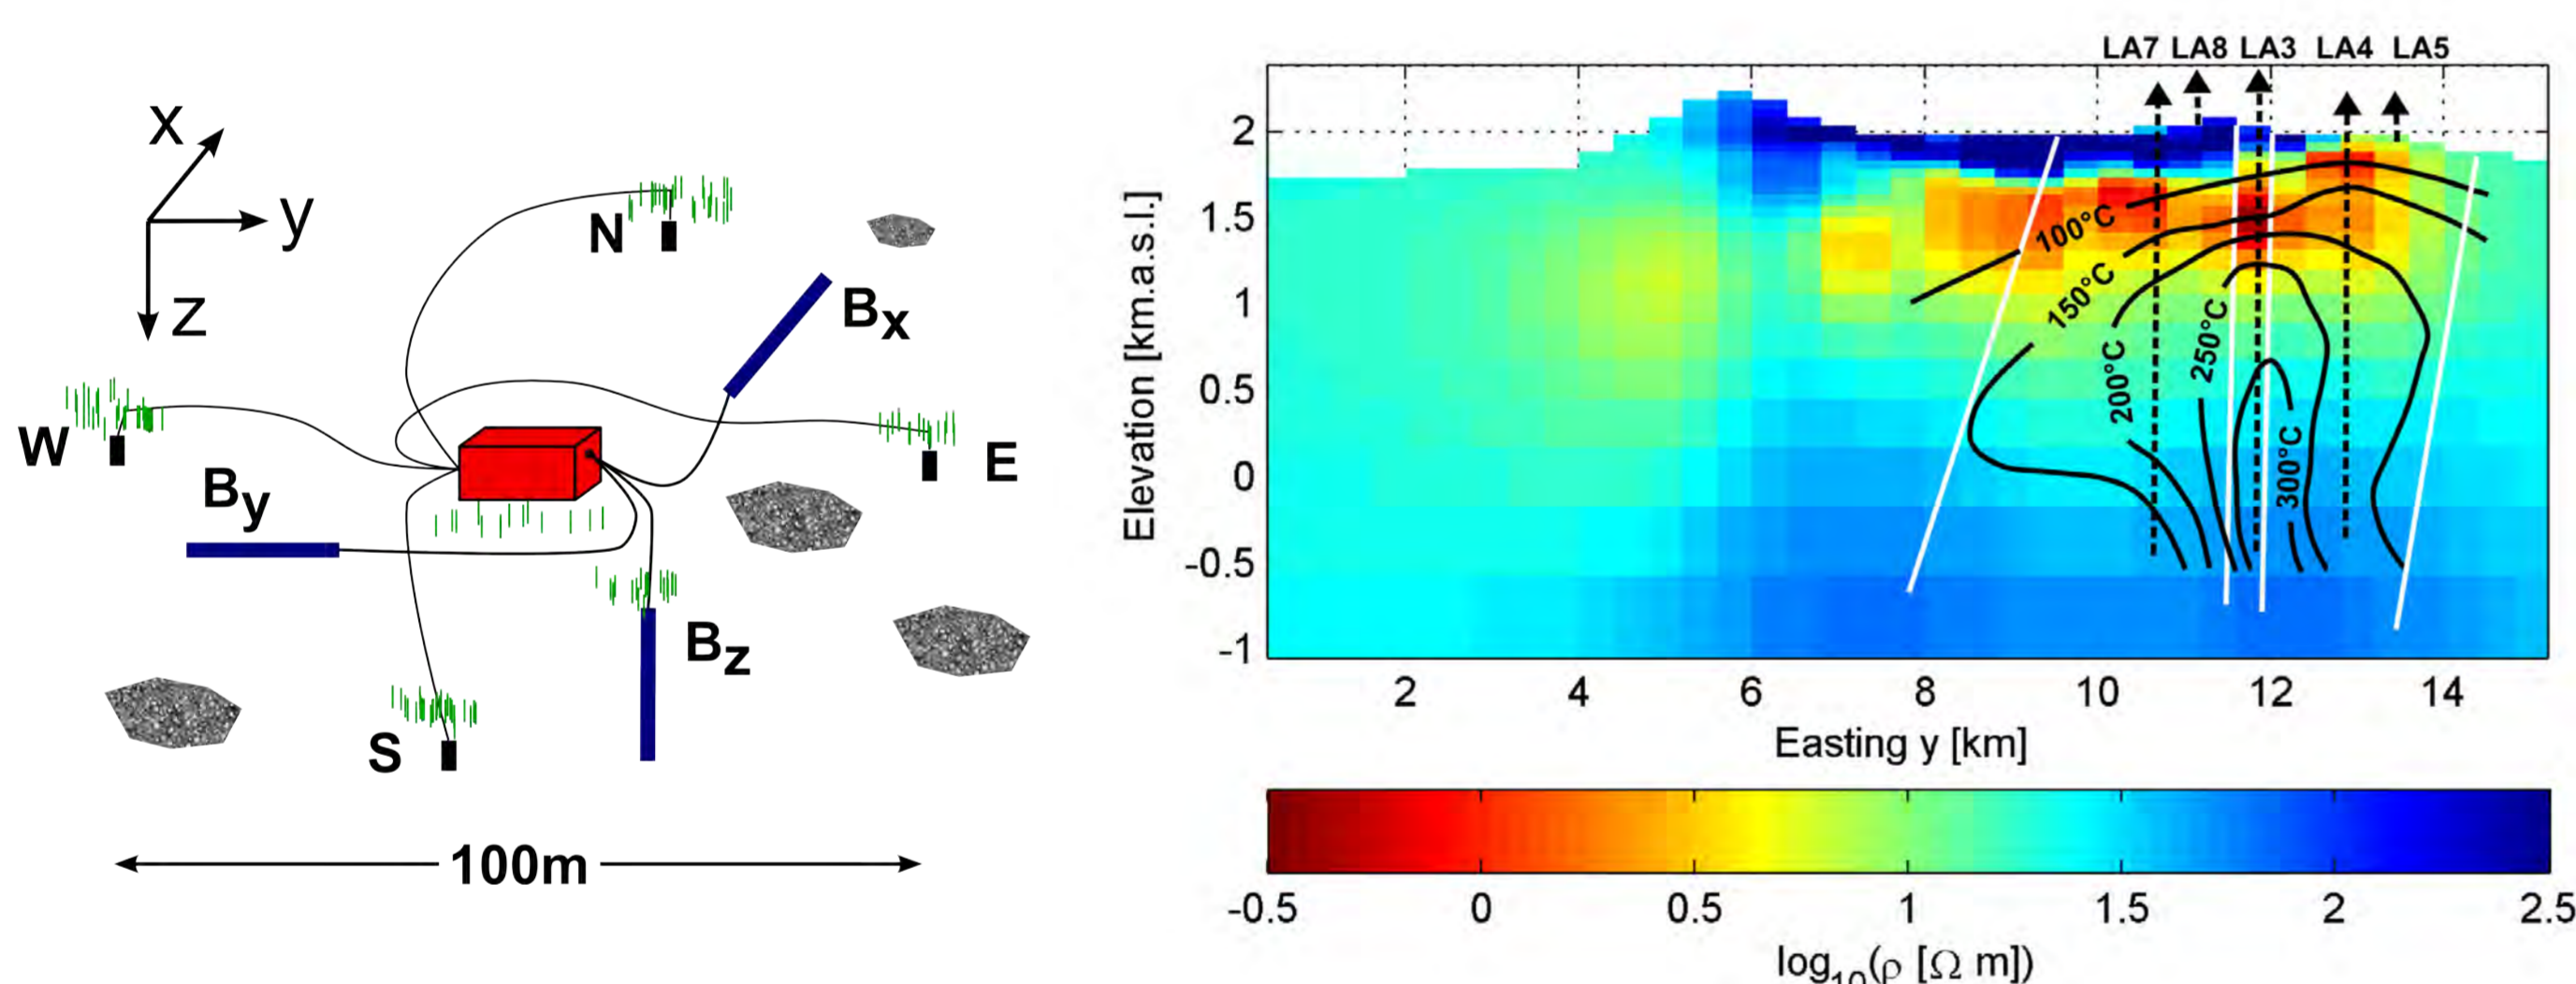 x
y
z
N
Bx
W
E
By
Bz
S
100m
LA7 LA8 LA3 LA4 LA5
Elevation [km.a.s.l.]
2
1.5
1
0.5
0
-0.5
-1
100°C
150°C
200°C
250°C
300°C
2 4 6 8 10 12 14
Easting y [km]
-0.5 0 0.5 1 1.5 2 2.5
log10(ρ [Ω m])